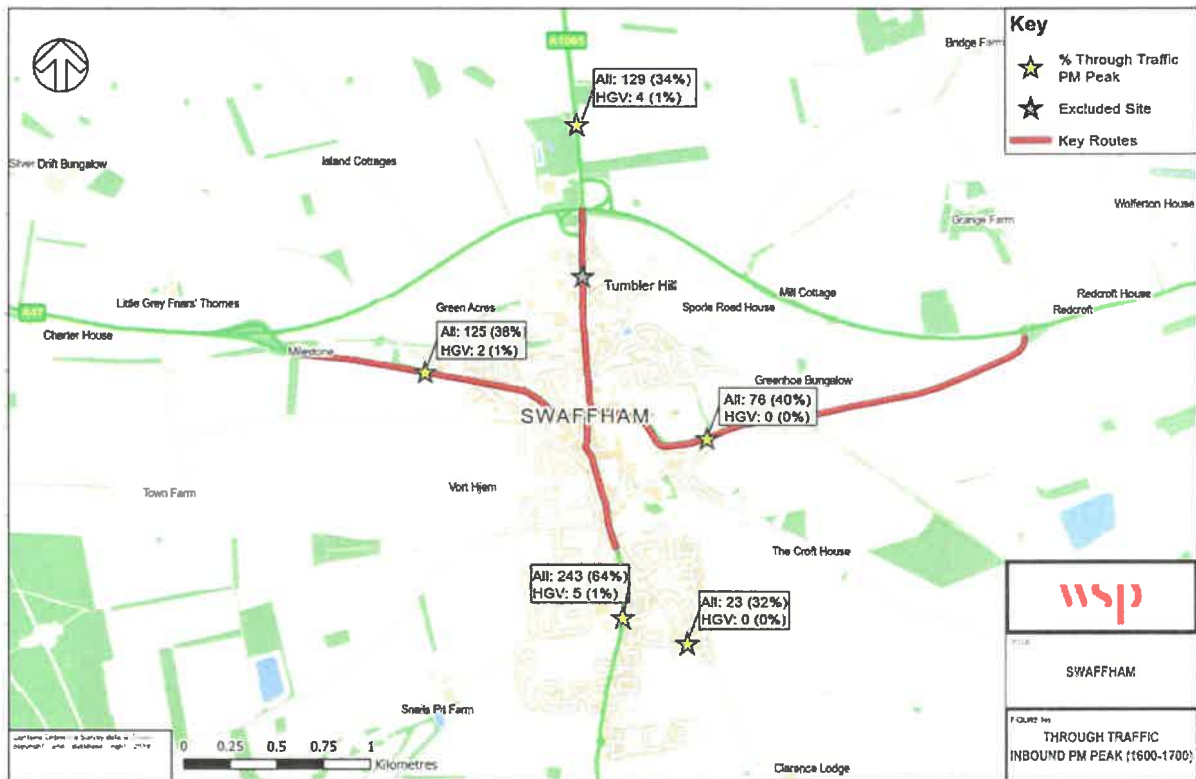 A1065
Bridge Farm
Key
% Through Traffic
PM Peak
Excluded Site
Key Routes
All: 129 (34%)
HGV: 4 (1%)
Silver Drift Bungalow
Island Cottages
Wolferton House
Grange Farm
Tumbler Hill
Little Grey Friars' Thornes
Green Acres
Sporle Road House
Mill Cottage
Redcroft House
Redcroft
A47
Charter House
Milestone
All: 125 (36%)
HGV: 2 (1%)
Greenhoe Bungalow
SWAFFHAM
All: 76 (40%)
HGV: 0 (0%)
Town Farm
Vort Hjem
The Croft House
All: 243 (64%)
HGV: 5 (1%)
All: 23 (32%)
HGV: 0 (0%)
wsp
TITLE
SWAFFHAM
Snails Pit Farm
FIGURE No
THROUGH TRAFFIC
INBOUND PM PEAK (1600-1700)
0 0.25 0.5 0.75 1
Kilometres
Clarence Lodge